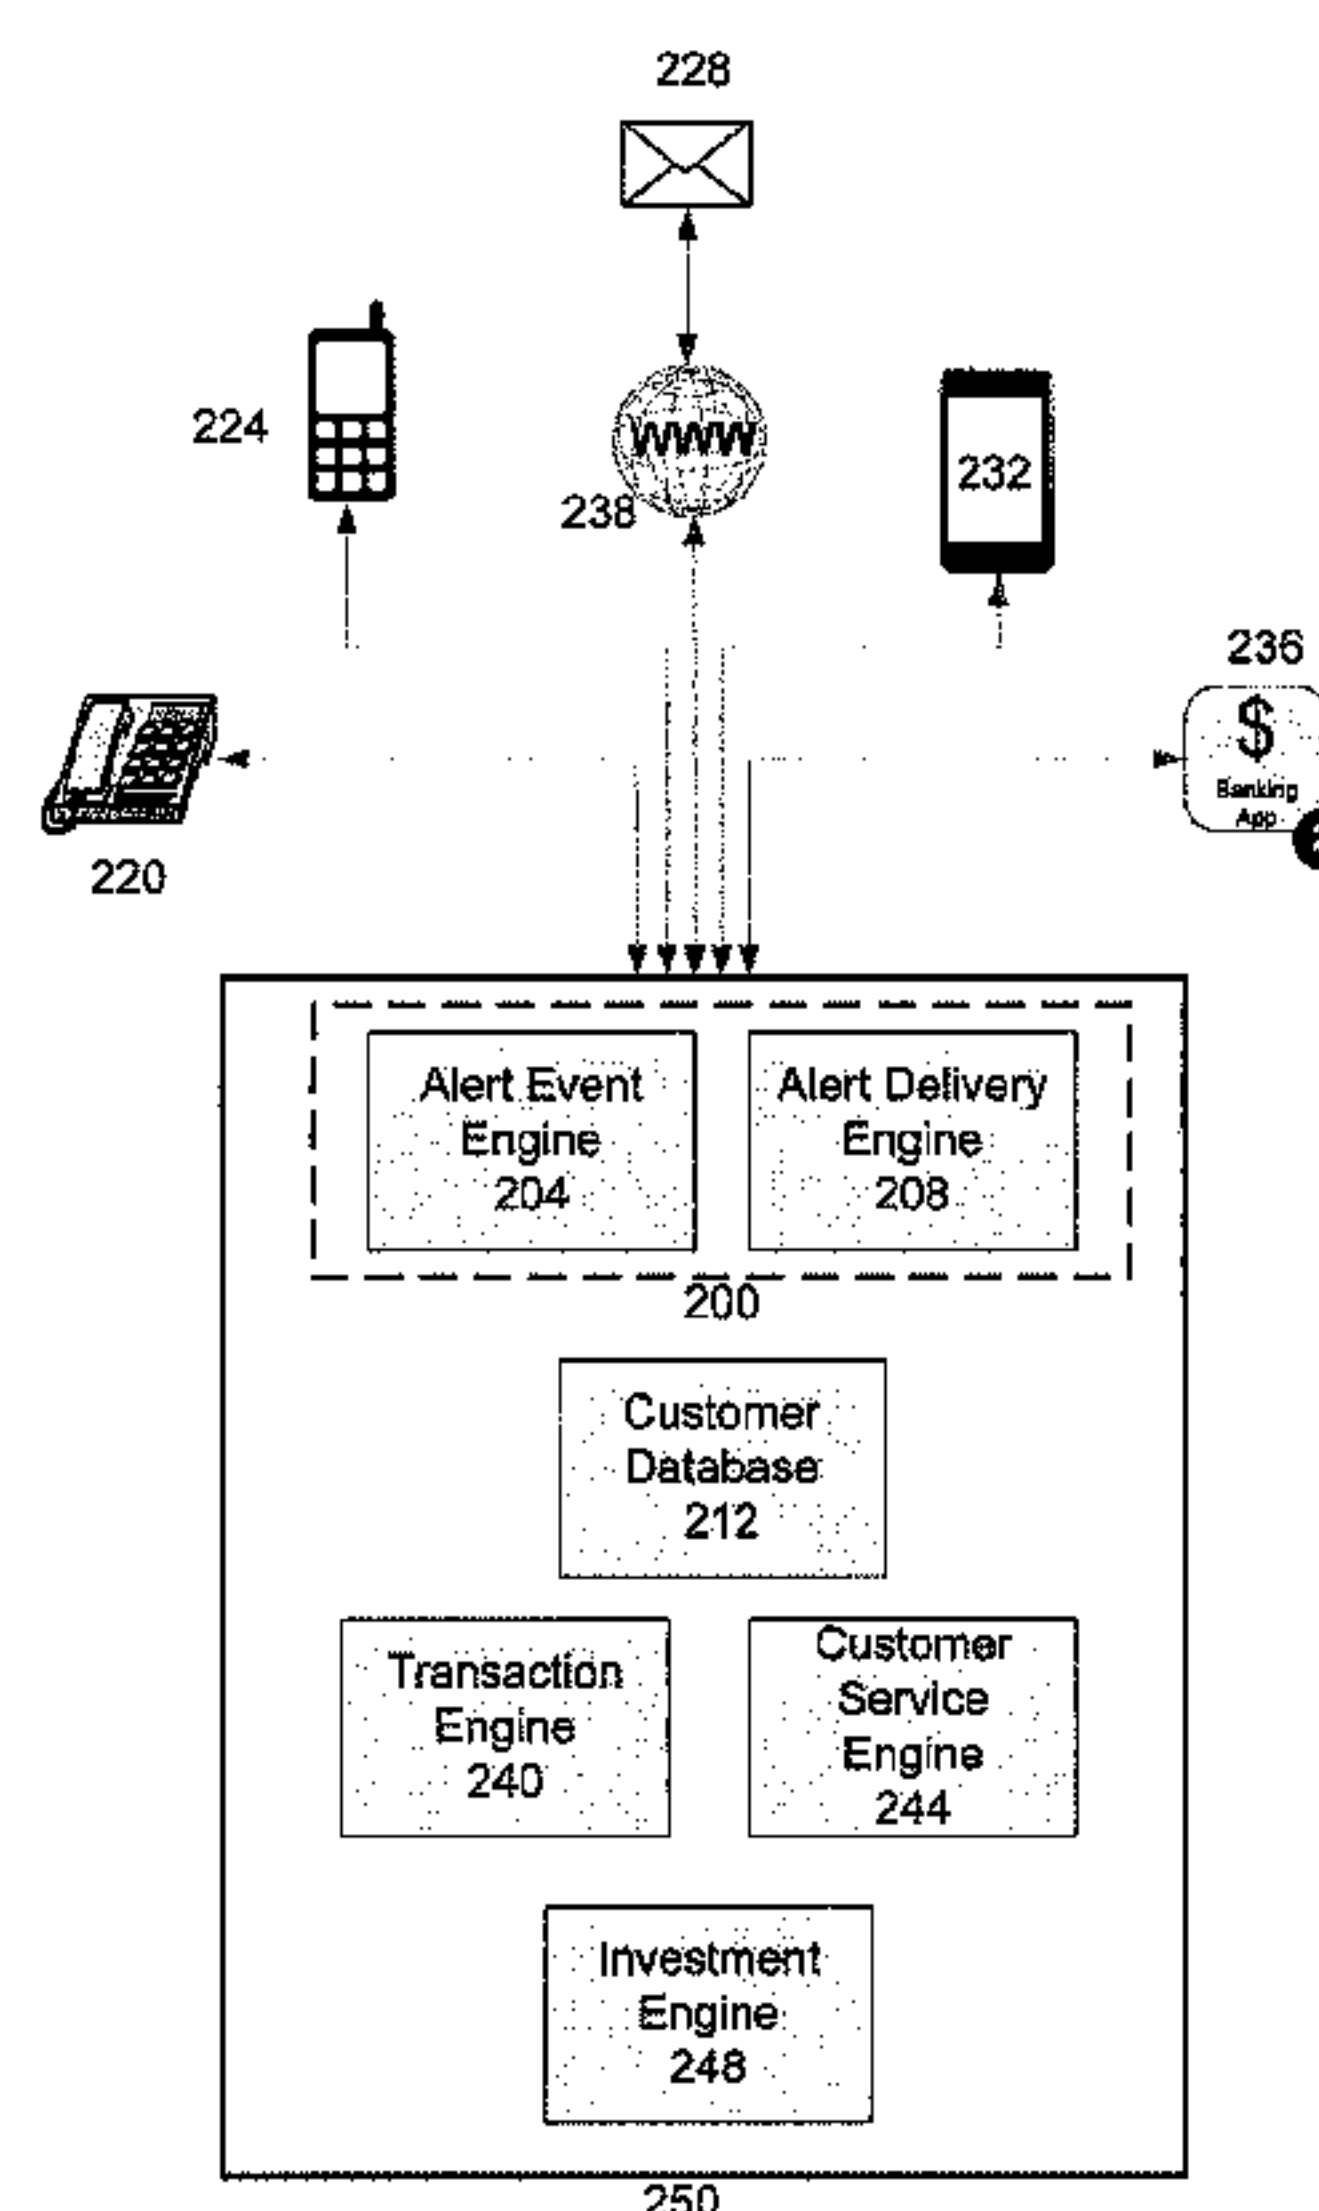 228
224
WWW
238
232
236
$
Banking
App
220
Alert Event
Engine
204
Alert Delivery
Engine
208
200
Customer
Database
212
Transaction
Engine
240
Customer
Service
Engine
244
Investment
Engine
248
250